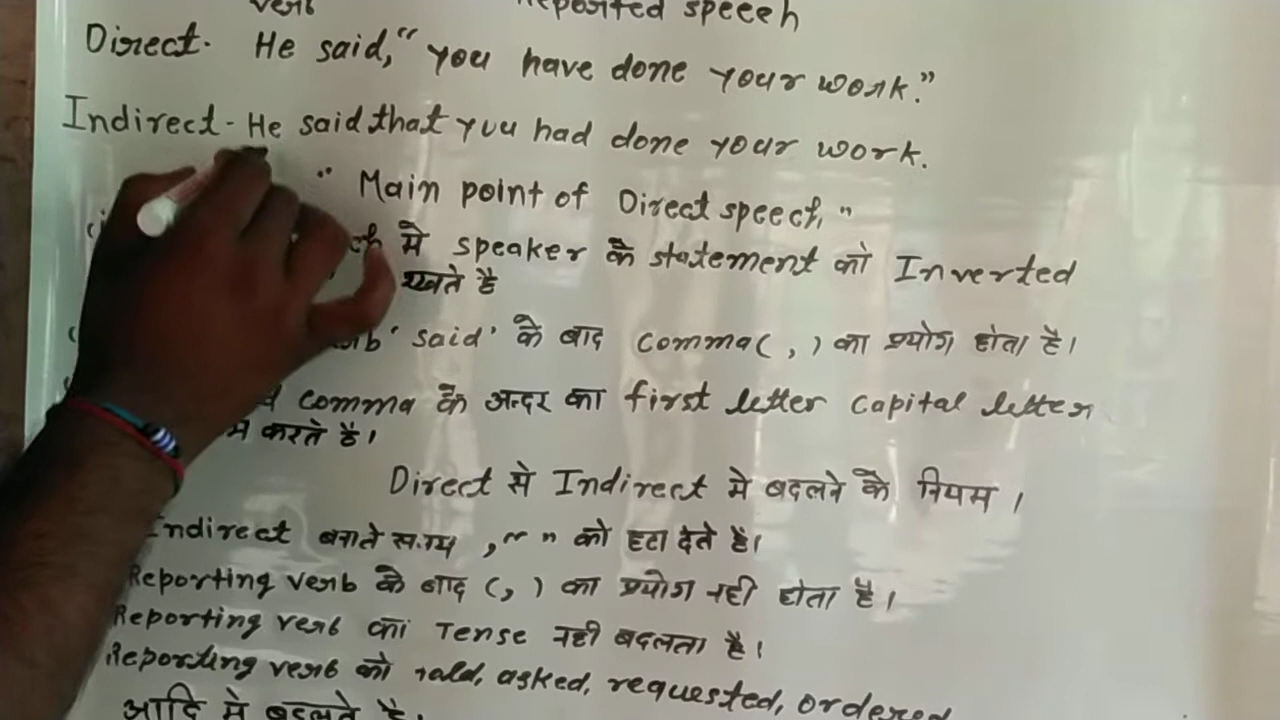 verb Reported speech
Direct. He said, "you have done your work."
Indirect - He said that you had done your work.
" Main point of Direct speech "
में speaker के statement को Inverted
रखते है
'said' के बाद comma( , ) का प्रयोग होता है।
comma के अन्दर का first letter capital letter
मे करते है।
Direct से Indirect मे बदलने के नियम ।
Indirect बनाते समय , " " को हटा देते हैं।
Reporting verb के बाद ( , ) का प्रयोग नही होता है।
Reporting verb का Tense नही बदलता है।
Reporting verb को told, asked, requested, ordered
आदि मे बदलते है।